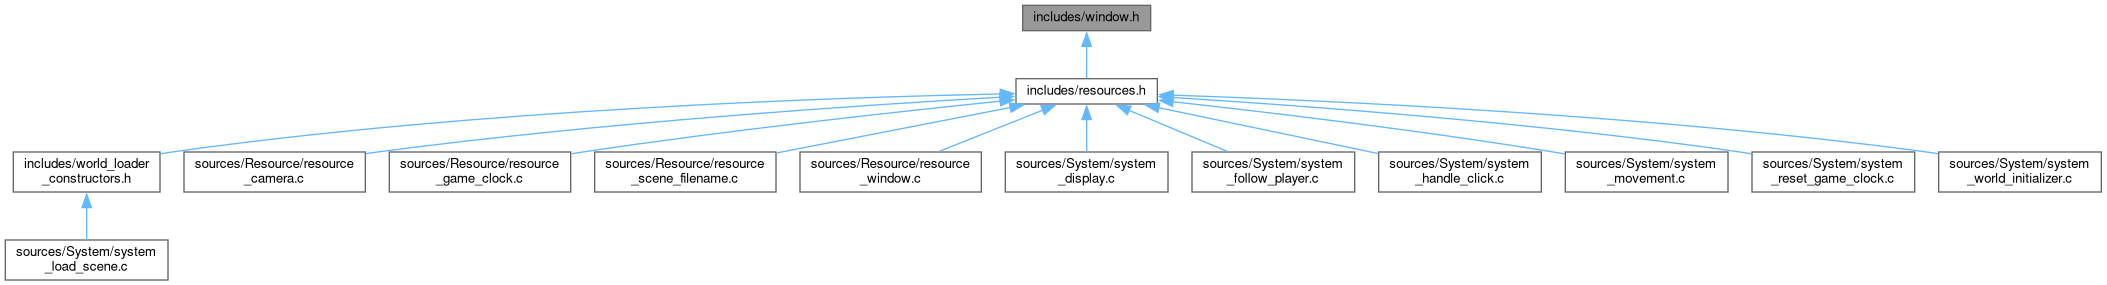 includes/window.h
includes/resources.h
includes/world_loader
_constructors.h
sources/Resource/resource
_camera.c
sources/Resource/resource
_game_clock.c
sources/Resource/resource
_scene_filename.c
sources/Resource/resource
_window.c
sources/System/system
_display.c
sources/System/system
_follow_player.c
sources/System/system
_handle_click.c
sources/System/system
_movement.c
sources/System/system
_reset_game_clock.c
sources/System/system
_world_initializer.c
sources/System/system
_load_scene.c